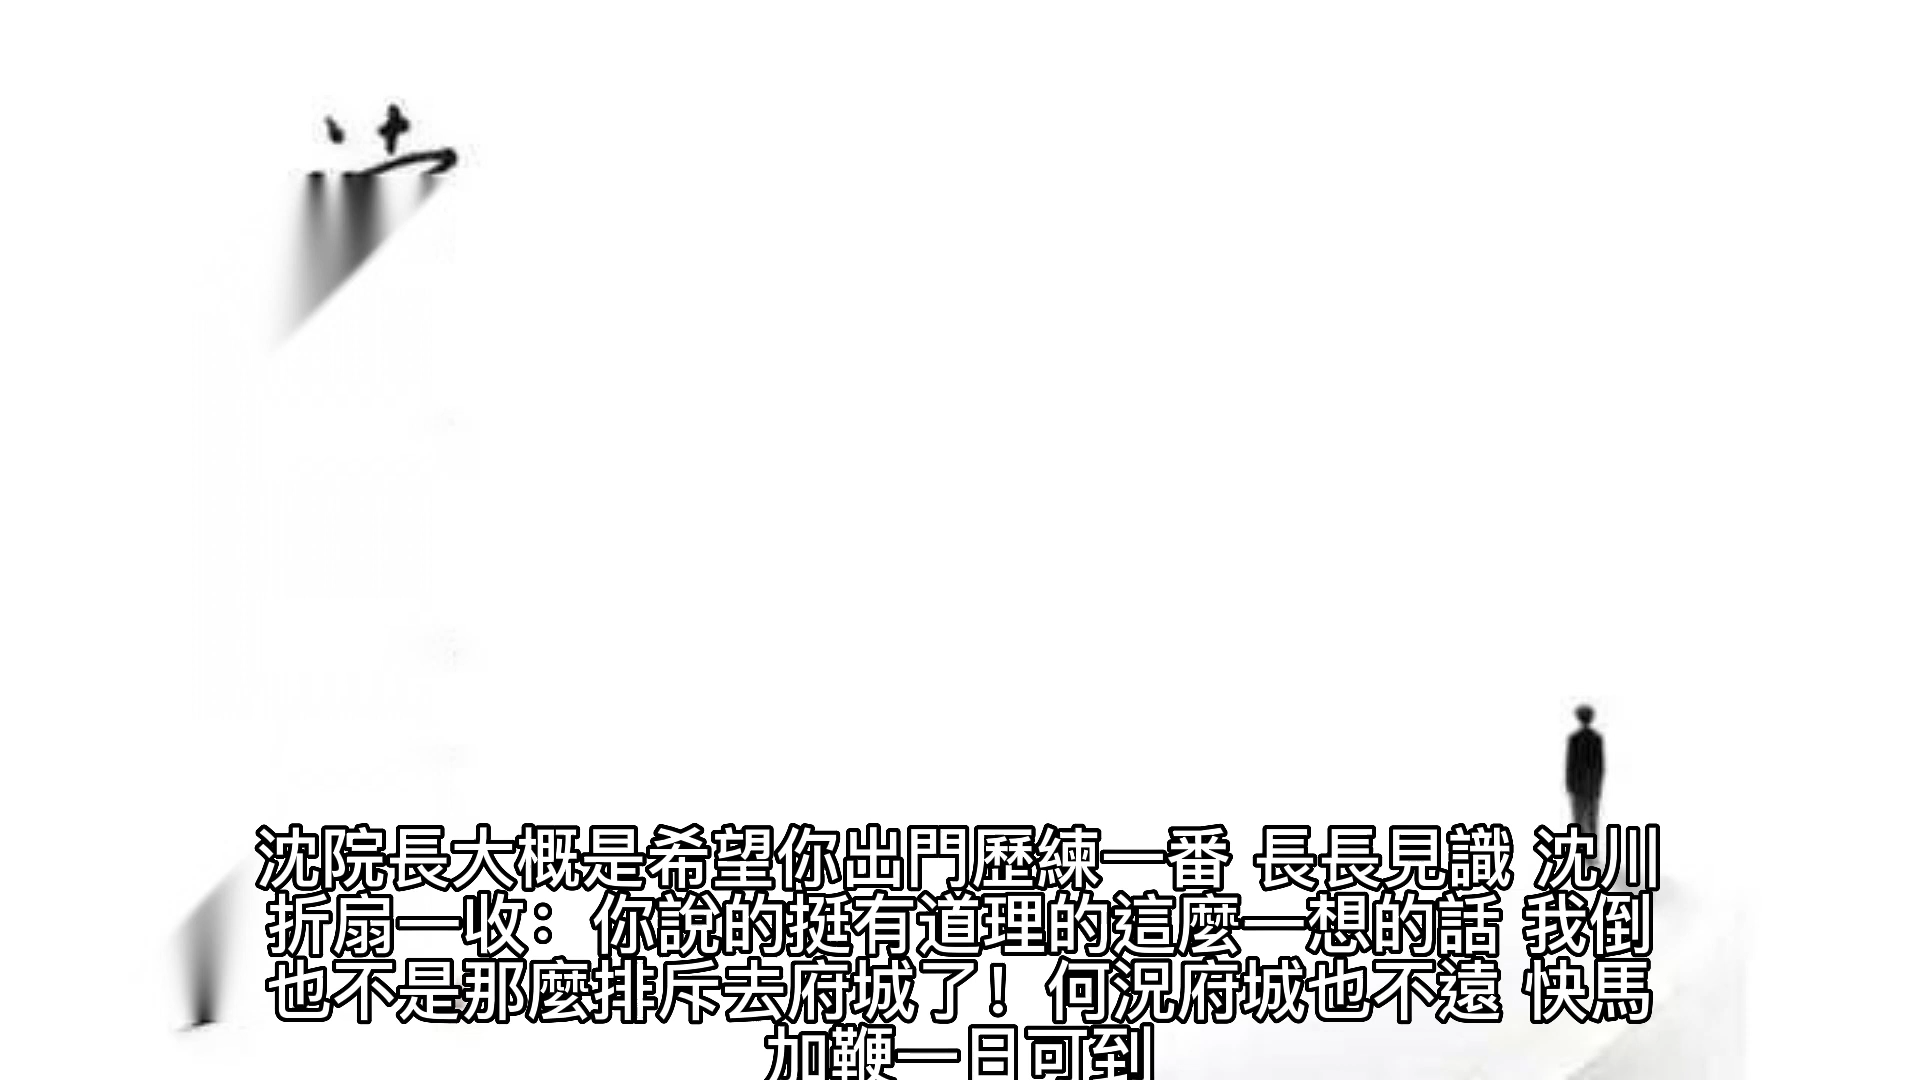 沈院長大概是希望你出門歷練一番 長長見識 沈川
折扇一收：你說的挺有道理的這麼一想的話 我倒
也不是那麼排斥去府城了！何況府城也不遠 快馬
加鞭一日可到